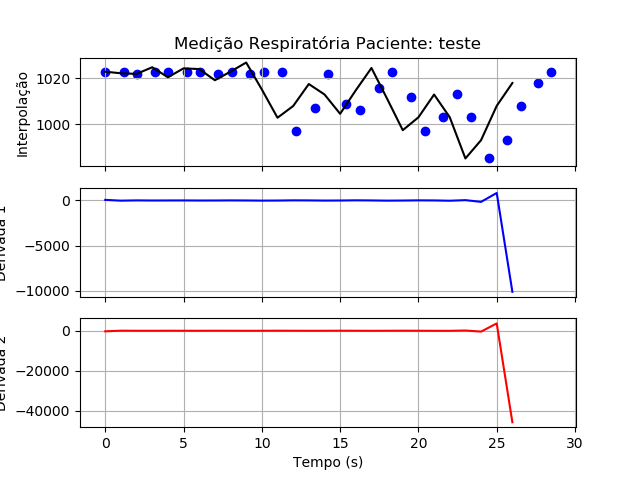 Medição Respiratória Paciente: teste
1020
1000
Interpolação
0
−5000
−10000
Derivada 1
0
−20000
−40000
Derivada 2
0 5 10 15 20 25 30
Tempo (s)